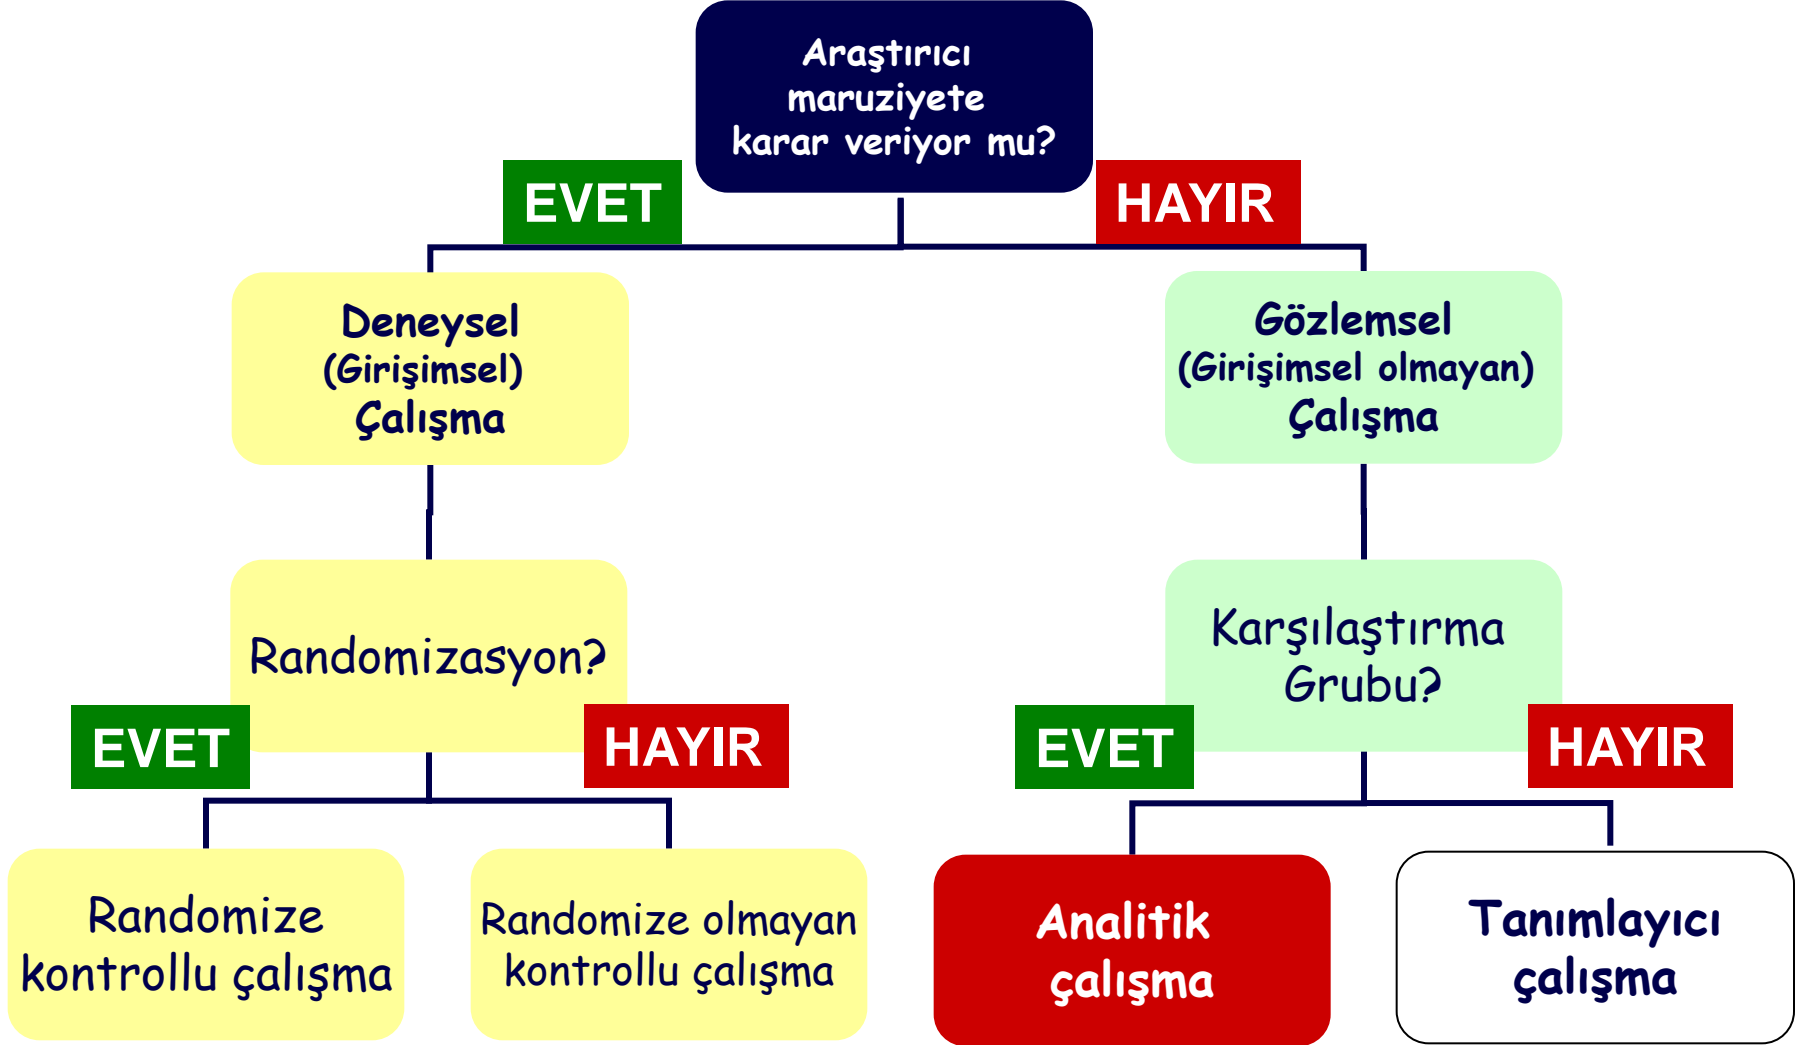 Araştırıcı
maruziyete
karar veriyor mu?
EVET
HAYIR
Deneysel
(Girişimsel)
Çalışma
Gözlemsel
(Girişimsel olmayan)
Çalışma
Randomizasyon?
Karşılaştırma
Grubu?
EVET
HAYIR
EVET
HAYIR
Randomize
kontrollu çalışma
Randomize olmayan
kontrollu çalışma
Analitik
çalışma
Tanımlayıcı
çalışma